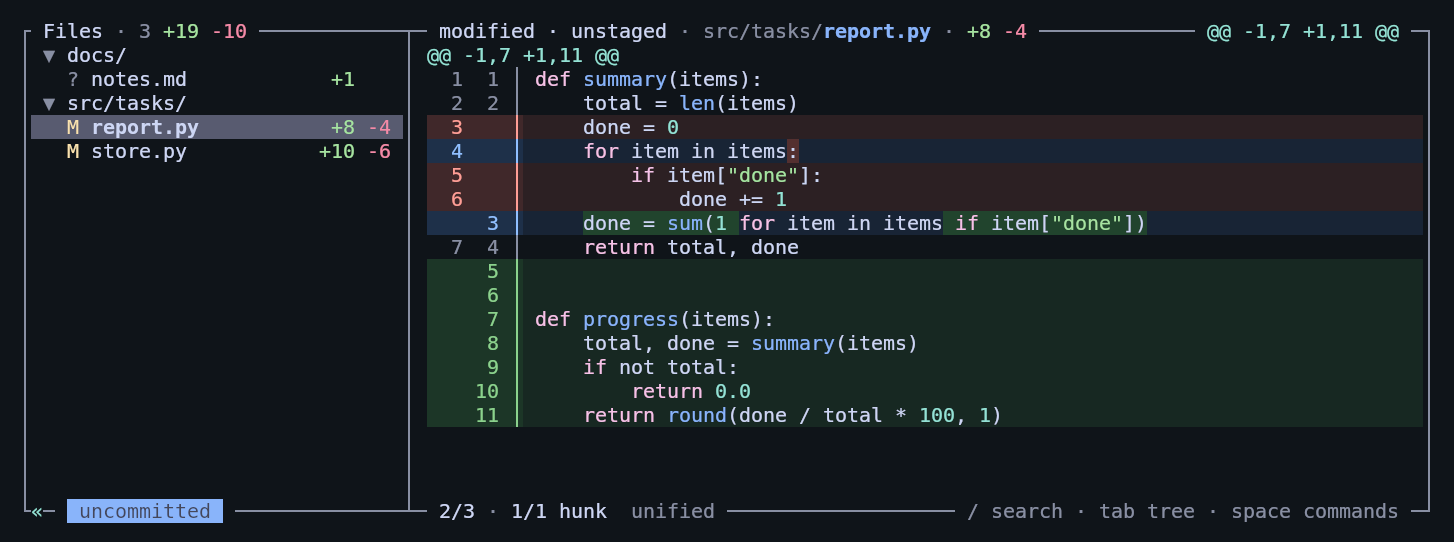 Files · 3 +19 -10
▼ docs/
? notes.md +1
▼ src/tasks/
M report.py +8 -4
M store.py +10 -6
« uncommitted
modified · unstaged · src/tasks/report.py · +8 -4 @@ -1,7 +1,11 @@
@@ -1,7 +1,11 @@
1 1 def summary(items):
2 2     total = len(items)
3     done = 0
4     for item in items:
5         if item["done"]:
6             done += 1
3     done = sum(1 for item in items if item["done"])
7 4     return total, done
5
6
7 def progress(items):
8     total, done = summary(items)
9     if not total:
10         return 0.0
11     return round(done / total * 100, 1)
2/3 · 1/1 hunk unified / search · tab tree · space commands